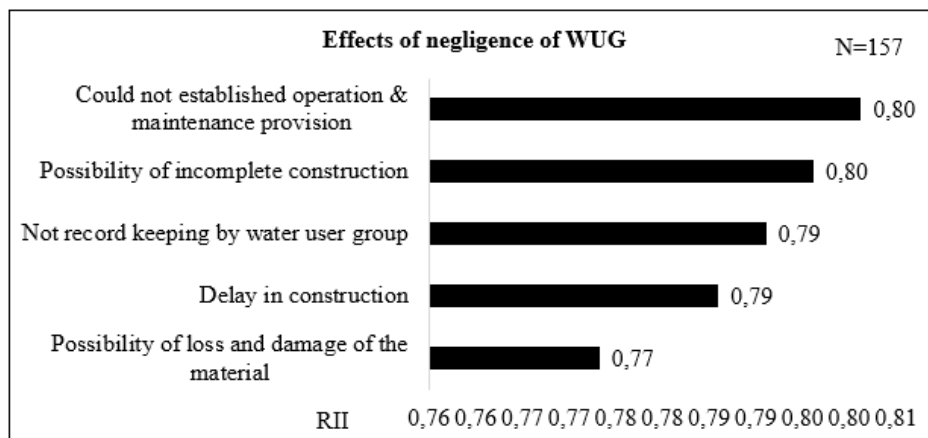 Effects of negligence of WUG
N=157
Could not established operation &
maintenance provision
0,80
Possibility of incomplete construction
0,80
Not record keeping by water user group
0,79
Delay in construction
0,79
Possibility of loss and damage of the
material
0,77
RII
0,76 0,76 0,77 0,77 0,78 0,78 0,79 0,79 0,80 0,80 0,81